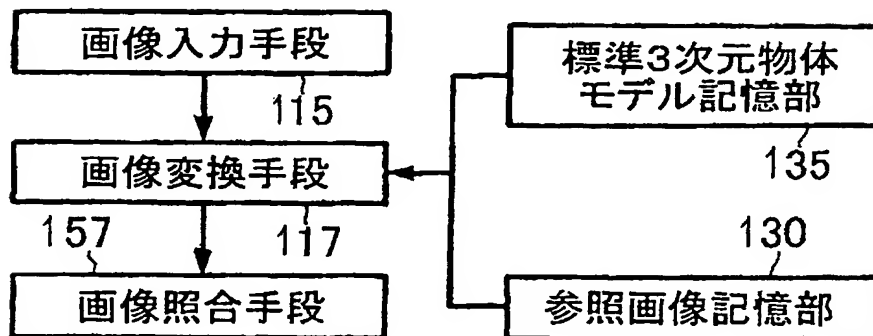 画像入力手段
115
標準3次元物体
モデル記憶部
135
画像変換手段
117
157
画像照合手段
130
参照画像記憶部